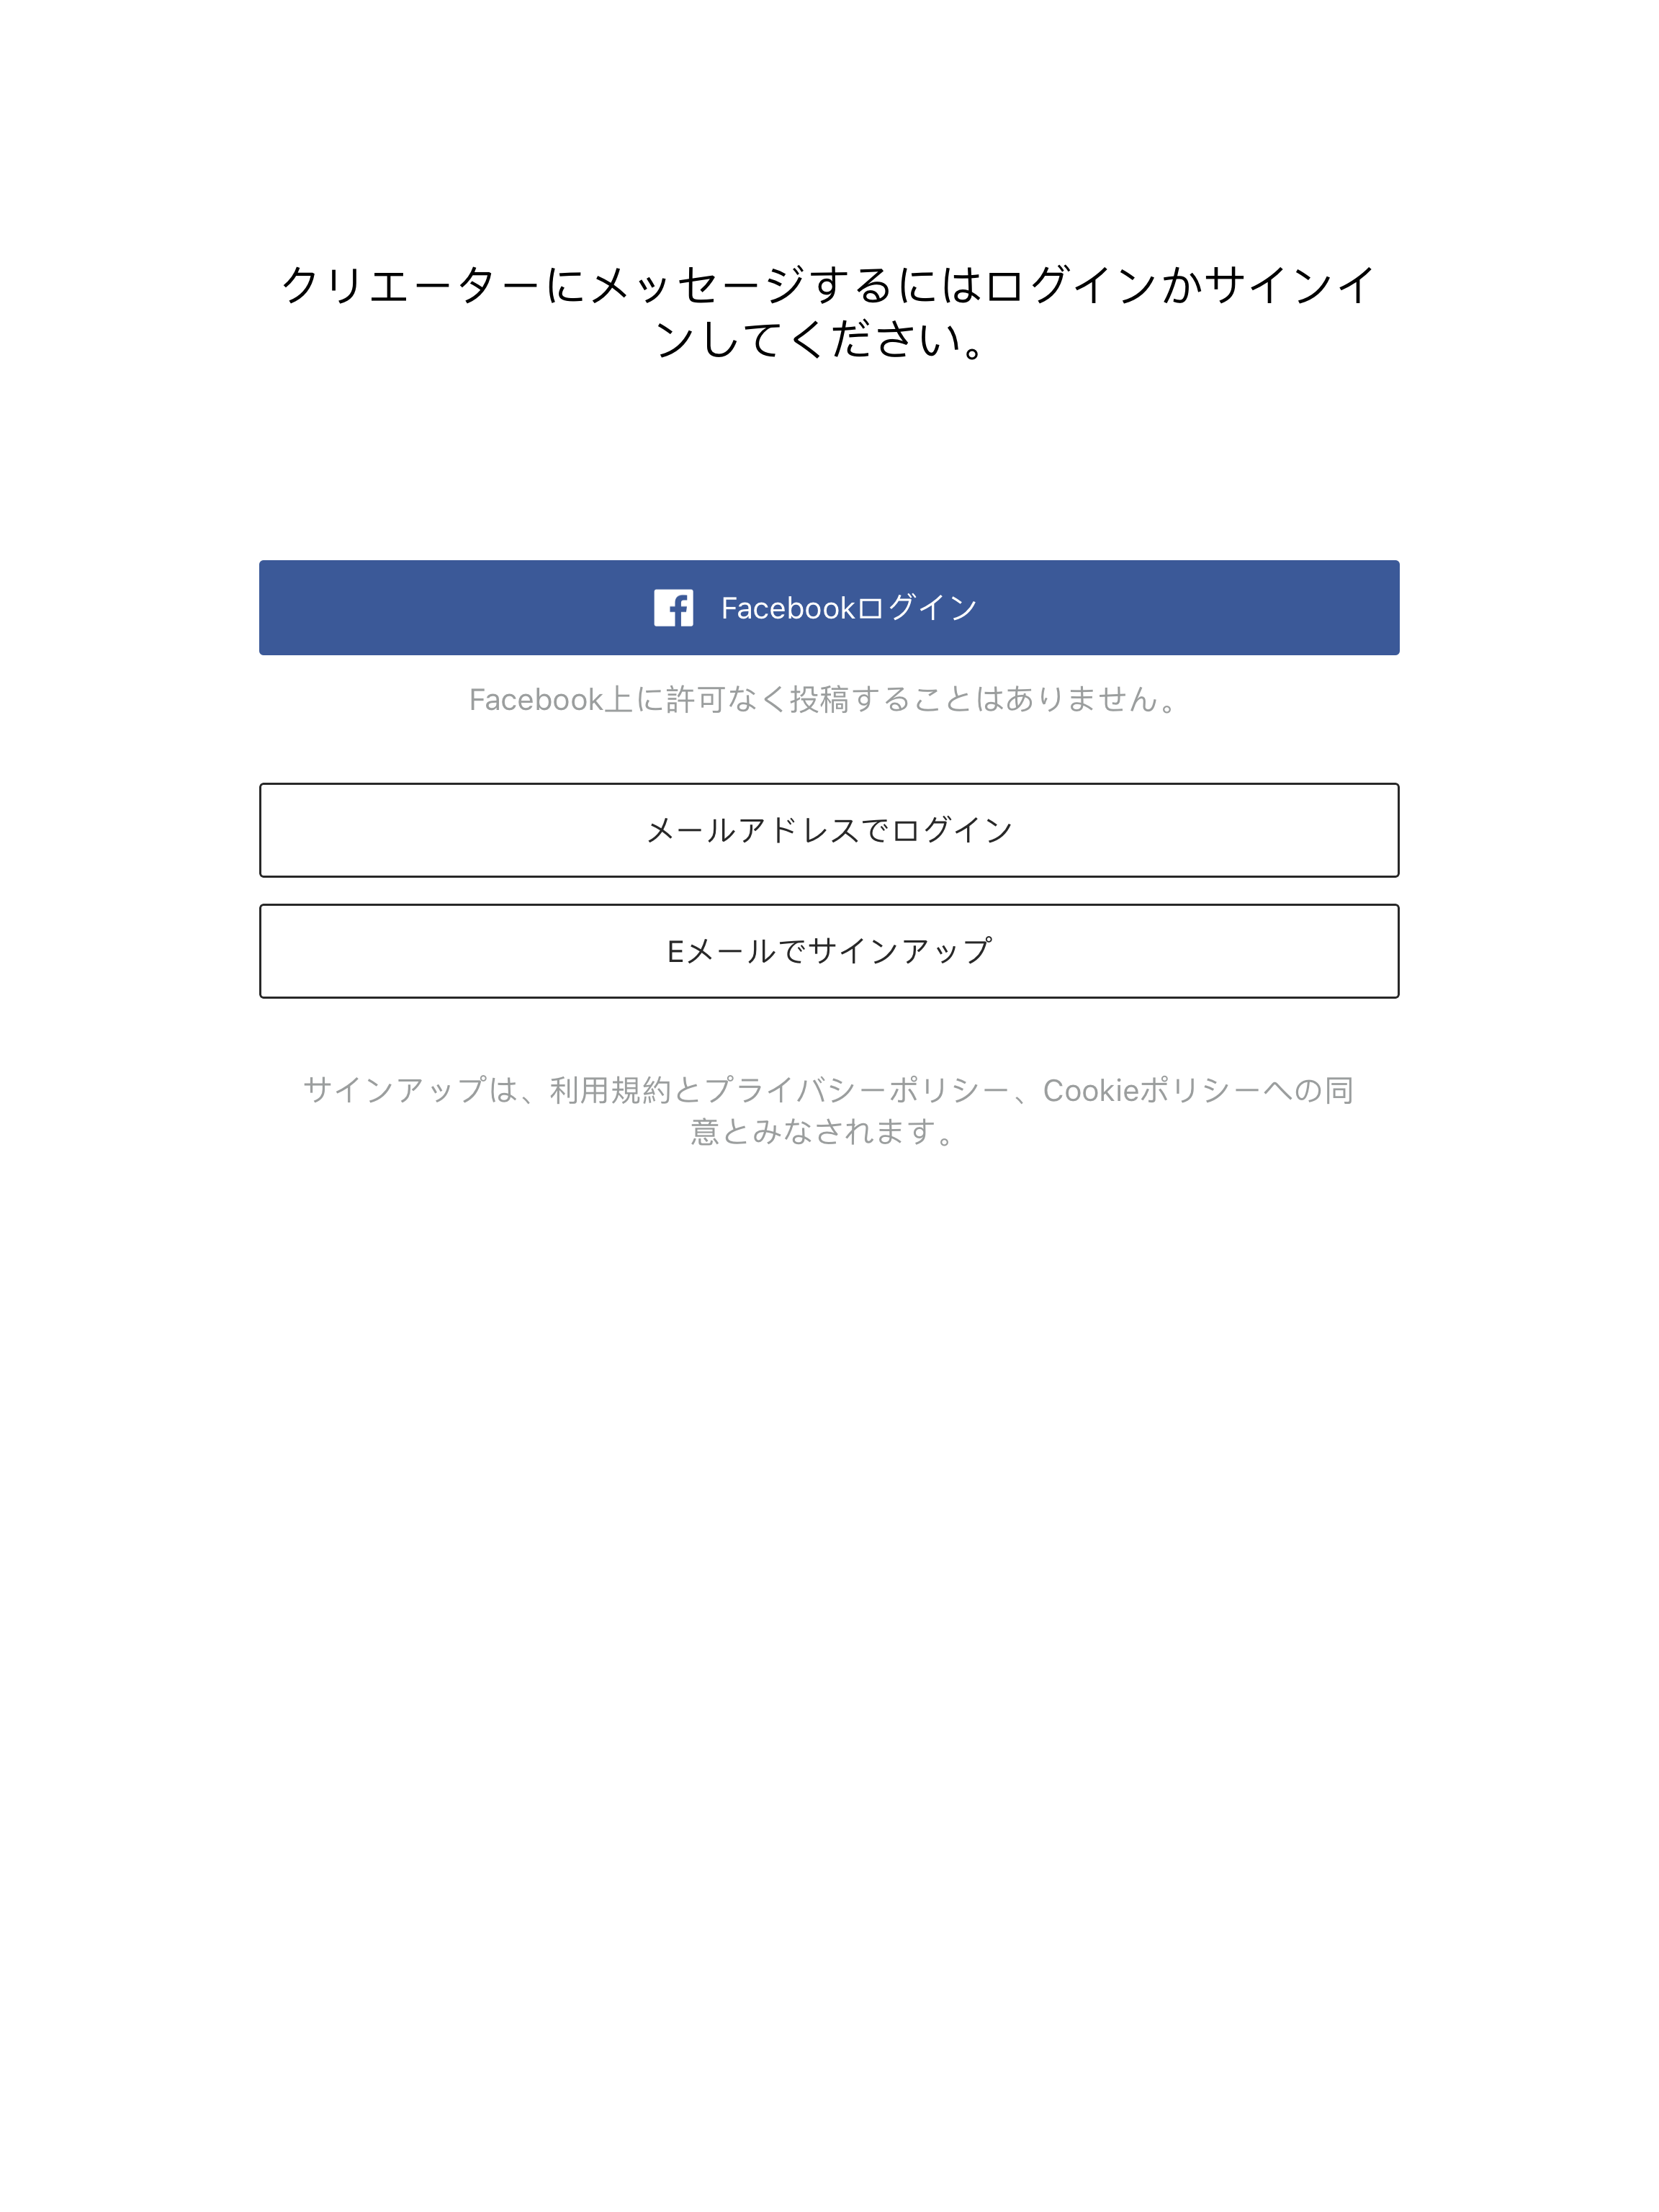 クリエーターにメッセージするにはログインかサインイ
ンしてください。
Facebookログイン
Facebook上に許可なく投稿することはありません。
メールアドレスでログイン
Eメールでサインアップ
サインアップは、利用規約とプライバシーポリシー、Cookieポリシーへの同
意とみなされます。